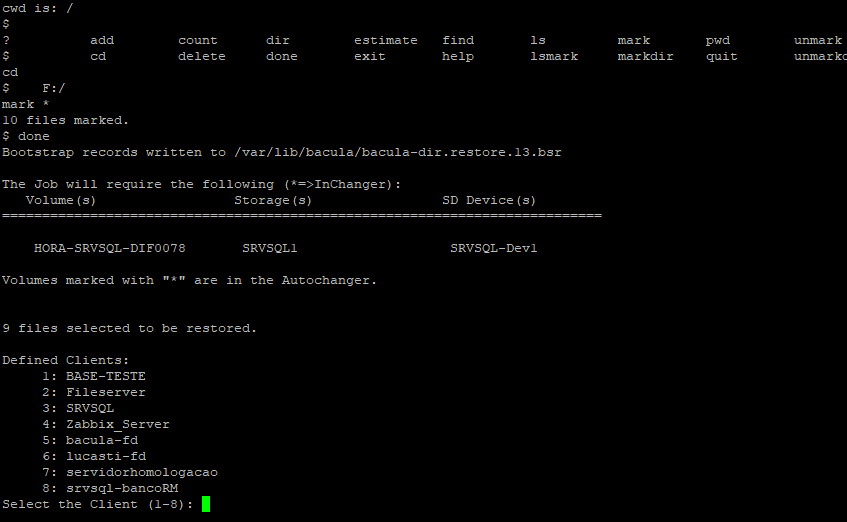 cwd is: /
$
? add count dir estimate find ls mark pwd unmark
$ cd delete done exit help lsmark markdir quit unmarkd
cd
$ F:/
mark *
10 files marked.
$ done
Bootstrap records written to /var/lib/bacula/bacula-dir.restore.13.bsr
The Job will require the following (*=>InChanger):
Volume(s) Storage(s) SD Device(s)
===========================================================================
HORA-SRVSQL-DIF0078 SRVSQL1 SRVSQL-Dev1
Volumes marked with "*" are in the Autochanger.
9 files selected to be restored.
Defined Clients:
1: BASE-TESTE
2: Fileserver
3: SRVSQL
4: Zabbix_Server
5: bacula-fd
6: lucasti-fd
7: servidorhomologacao
8: srvsql-bancoRM
Select the Client (1-8):